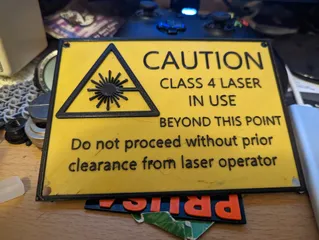 CAUTION
CLASS 4 LASER
IN USE
BEYOND THIS POINT
Do not proceed without prior
clearance from laser operator
PRUSA